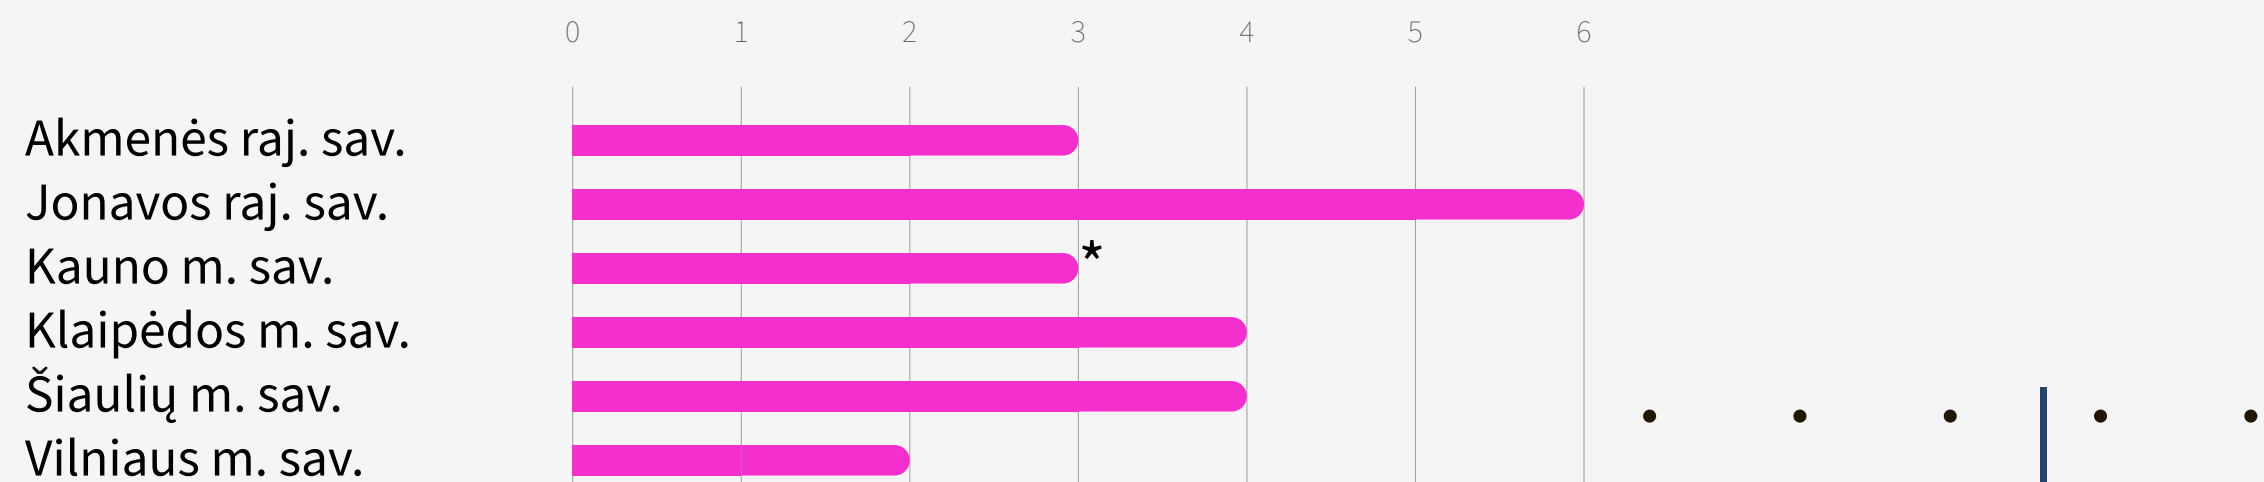 0 1 2 3 4 5 6
Akmenės raj. sav.
Jonavos raj. sav.
Kauno m. sav. *
Klaipėdos m. sav.
Šiaulių m. sav.
Vilniaus m. sav.